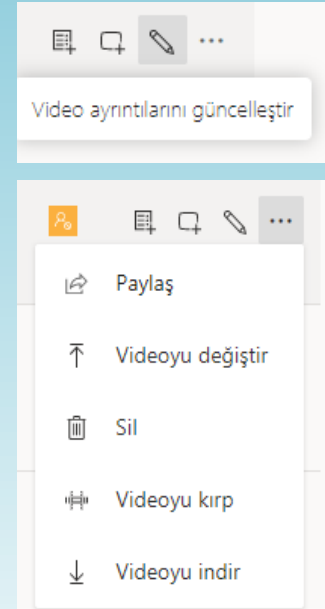 Video ayrıntılarını güncelleştir
Paylaş
Videoyu değiştir
Sil
Videoyu kırp
Videoyu indir